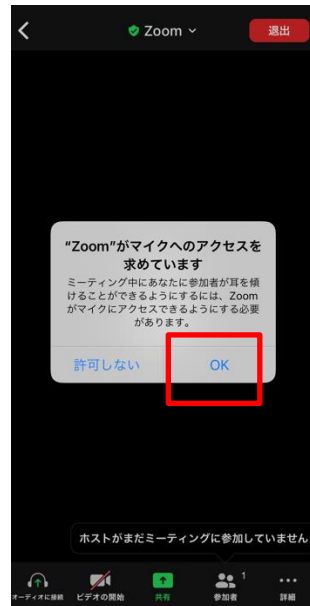 Zoom
退出
"Zoom"がマイクへのアクセスを
求めています
ミーティング中にあなたに参加者が耳を傾
けることができるようにするには、Zoom
がマイクにアクセスできるようにする必要
があります。
許可しない
OK
ホストがまだミーティングに参加していません
オーディオに接続
ビデオの開始
共有
1
参加者
詳細